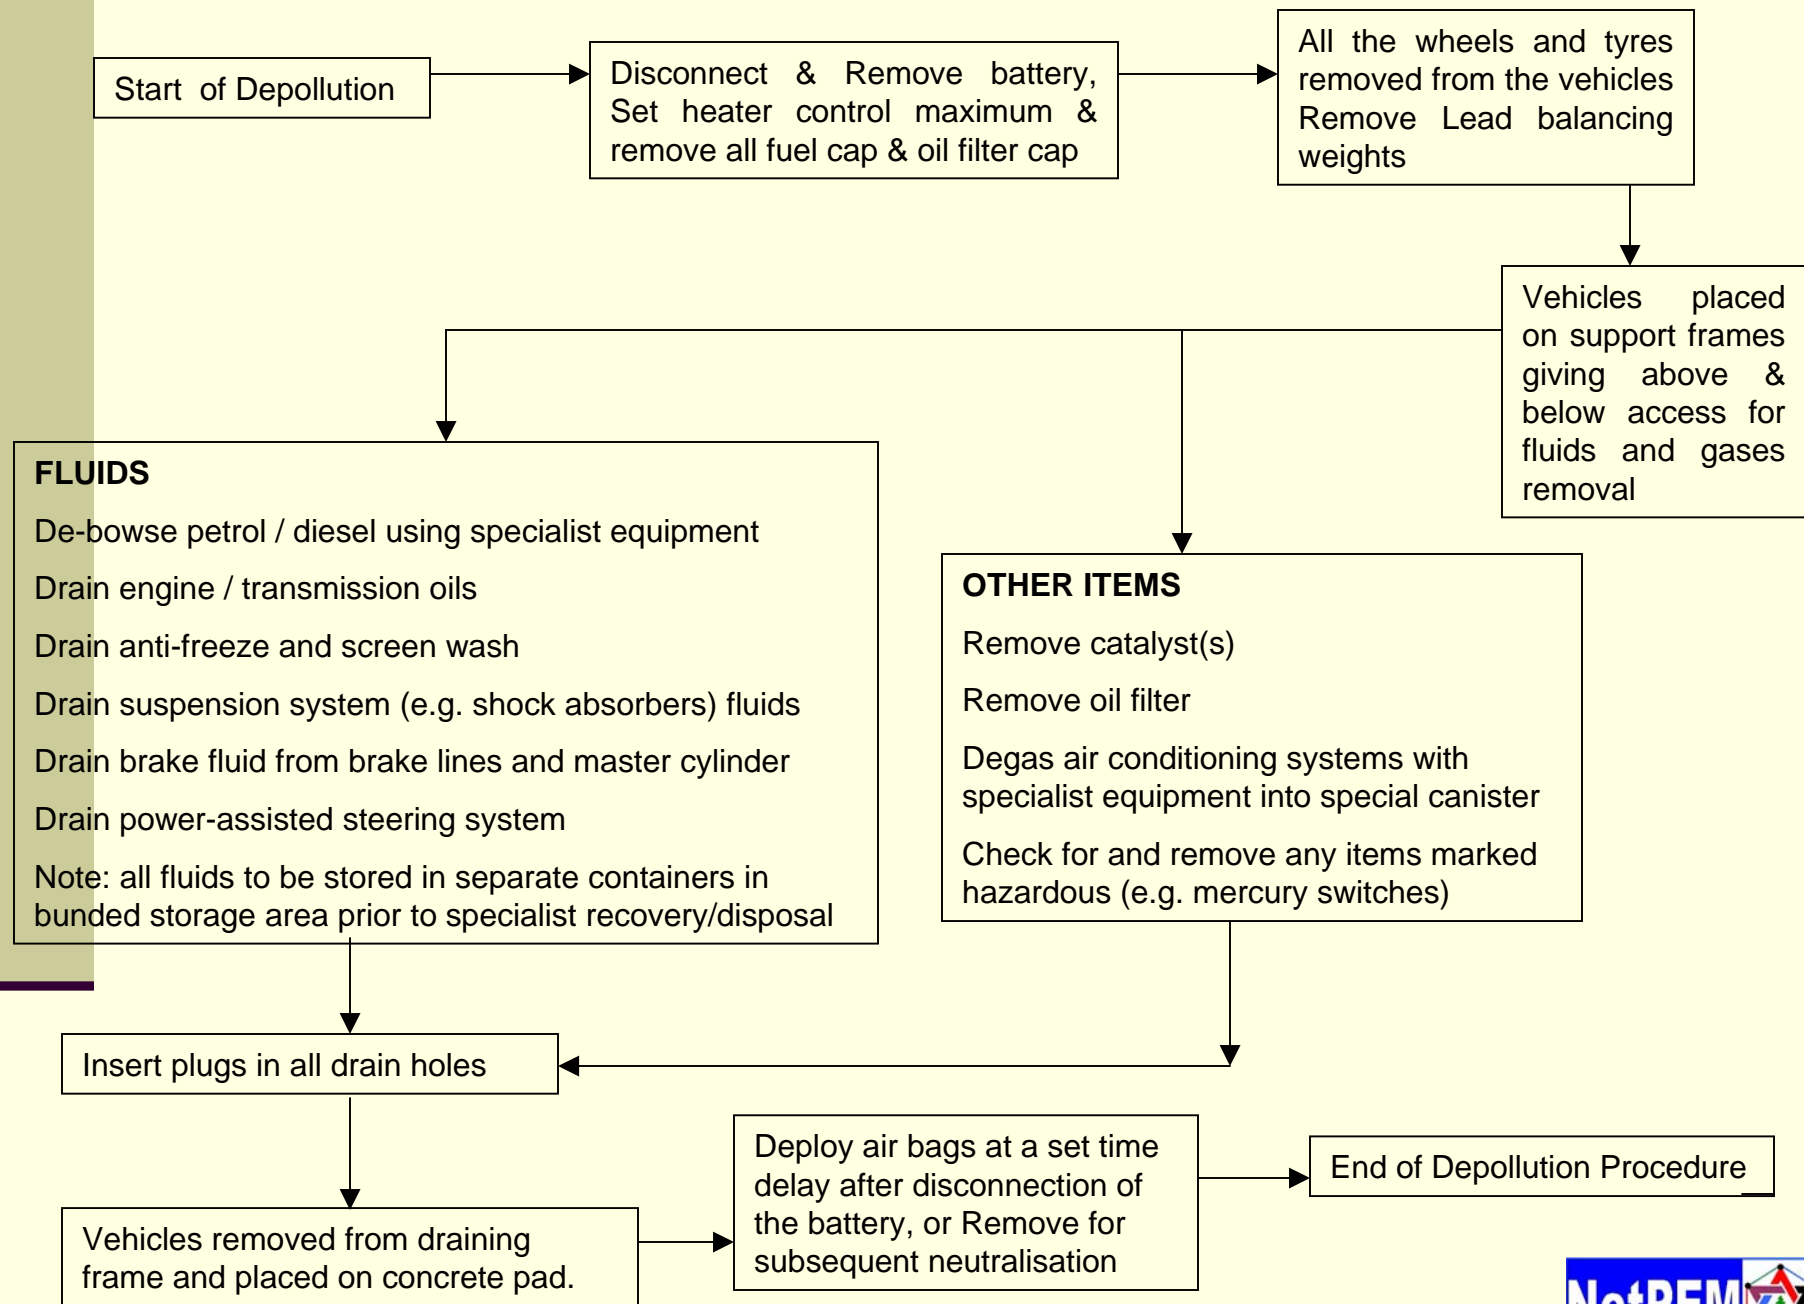 Start of Depollution
Disconnect & Remove battery,
Set heater control maximum &
remove all fuel cap & oil filter cap
All the wheels and tyres
removed from the vehicles
Remove Lead balancing
weights
Vehicles placed
on support frames
giving above &
below access for
fluids and gases
removal
FLUIDS
De-bowse petrol / diesel using specialist equipment
Drain engine / transmission oils
Drain anti-freeze and screen wash
Drain suspension system (e.g. shock absorbers) fluids
Drain brake fluid from brake lines and master cylinder
Drain power-assisted steering system
Note: all fluids to be stored in separate containers in
bunded storage area prior to specialist recovery/disposal
OTHER ITEMS
Remove catalyst(s)
Remove oil filter
Degas air conditioning systems with
specialist equipment into special canister
Check for and remove any items marked
hazardous (e.g. mercury switches)
Insert plugs in all drain holes
Vehicles removed from draining
frame and placed on concrete pad.
Deploy air bags at a set time
delay after disconnection of
the battery, or Remove for
subsequent neutralisation
End of Depollution Procedure